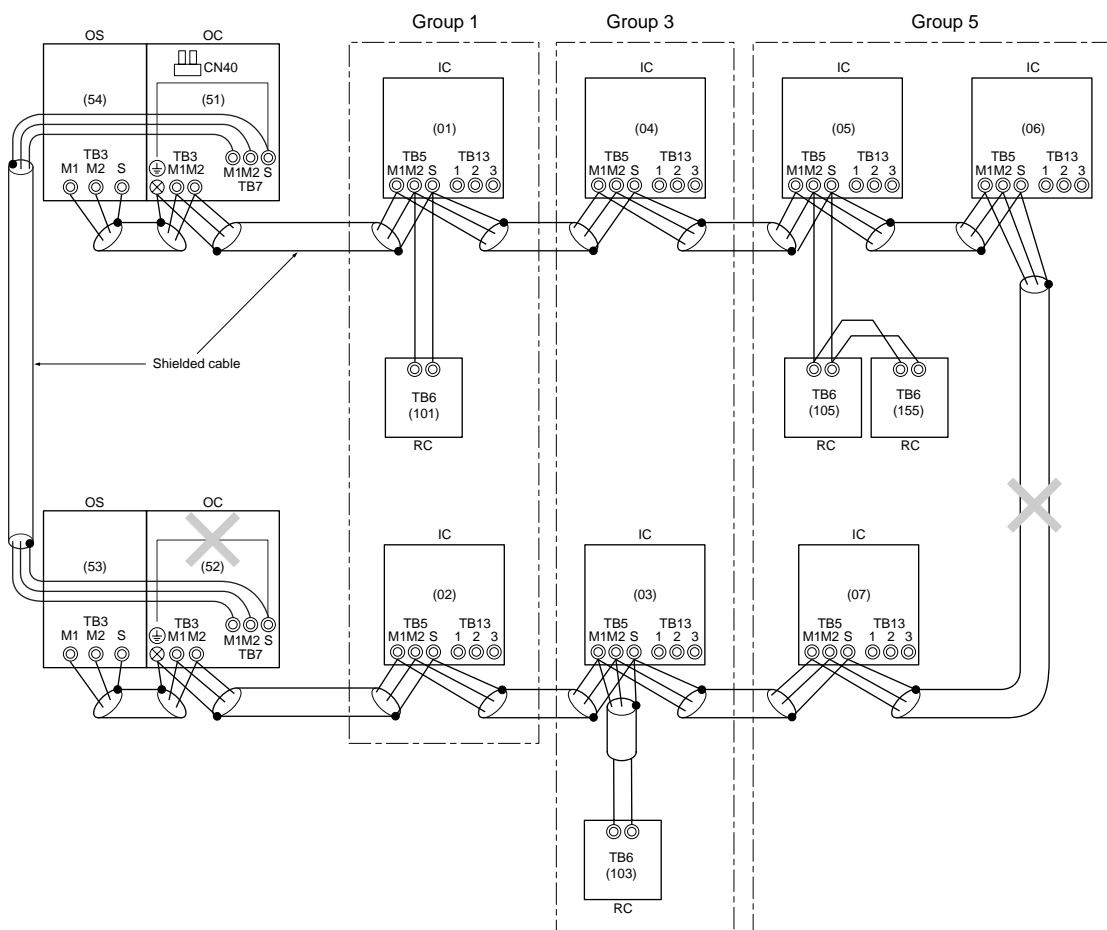 Group 1
Group 3
Group 5
OS
OC
IC
IC
IC
IC
CN40
(54)
(51)
(01)
(04)
(05)
(06)
TB3
M1 M2 S
TB3
M1M2
M1M2 S
TB7
TB5
M1M2 S
TB13
1 2 3
TB5
M1M2 S
TB13
1 2 3
TB5
M1M2 S
TB13
1 2 3
TB5
M1M2 S
TB13
1 2 3
Shielded cable
TB6
(101)
RC
TB6
(105)
RC
TB6
(155)
RC
OS
OC
IC
IC
IC
(53)
(52)
(02)
(03)
(07)
TB3
M1 M2 S
TB3
M1 M2
M1M2 S
TB7
TB5
M1M2 S
TB13
1 2 3
TB5
M1M2 S
TB13
1 2 3
TB5
M1M2 S
TB13
1 2 3
TB6
(103)
RC